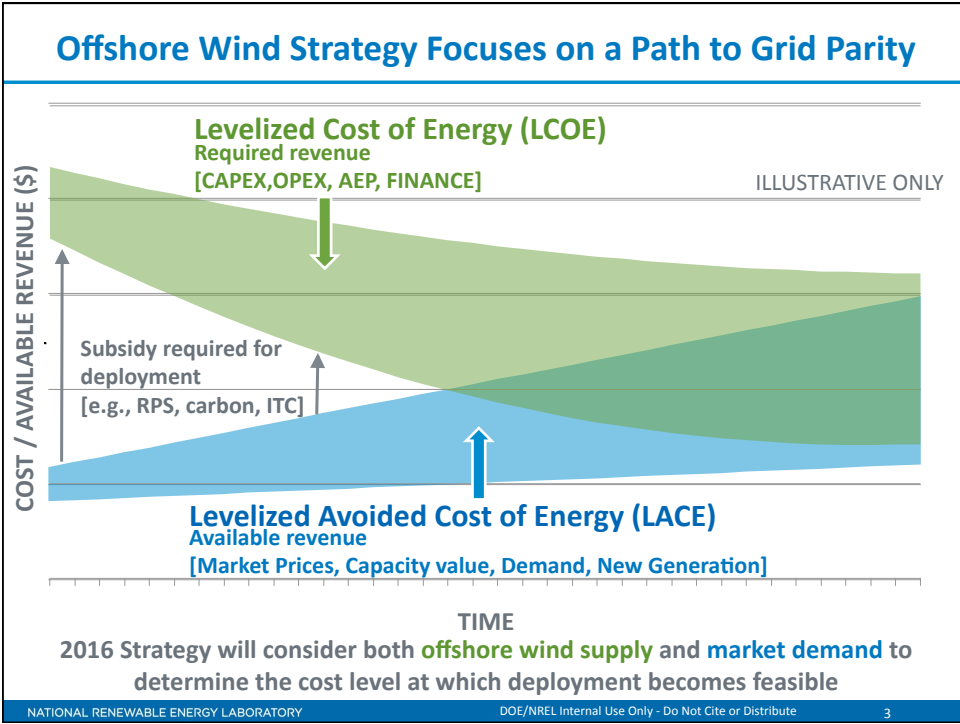 Offshore Wind Strategy Focuses on a Path to Grid Parity
Levelized Cost of Energy (LCOE)
Required revenue
[CAPEX,OPEX, AEP, FINANCE]
ILLUSTRATIVE ONLY
COST / AVAILABLE REVENUE ($)
Subsidy required for
deployment
[e.g., RPS, carbon, ITC]
Levelized Avoided Cost of Energy (LACE)
Available revenue
[Market Prices, Capacity value, Demand, New Generation]
TIME
2016 Strategy will consider both offshore wind supply and market demand to
determine the cost level at which deployment becomes feasible
NATIONAL RENEWABLE ENERGY LABORATORY
DOE/NREL Internal Use Only - Do Not Cite or Distribute
3